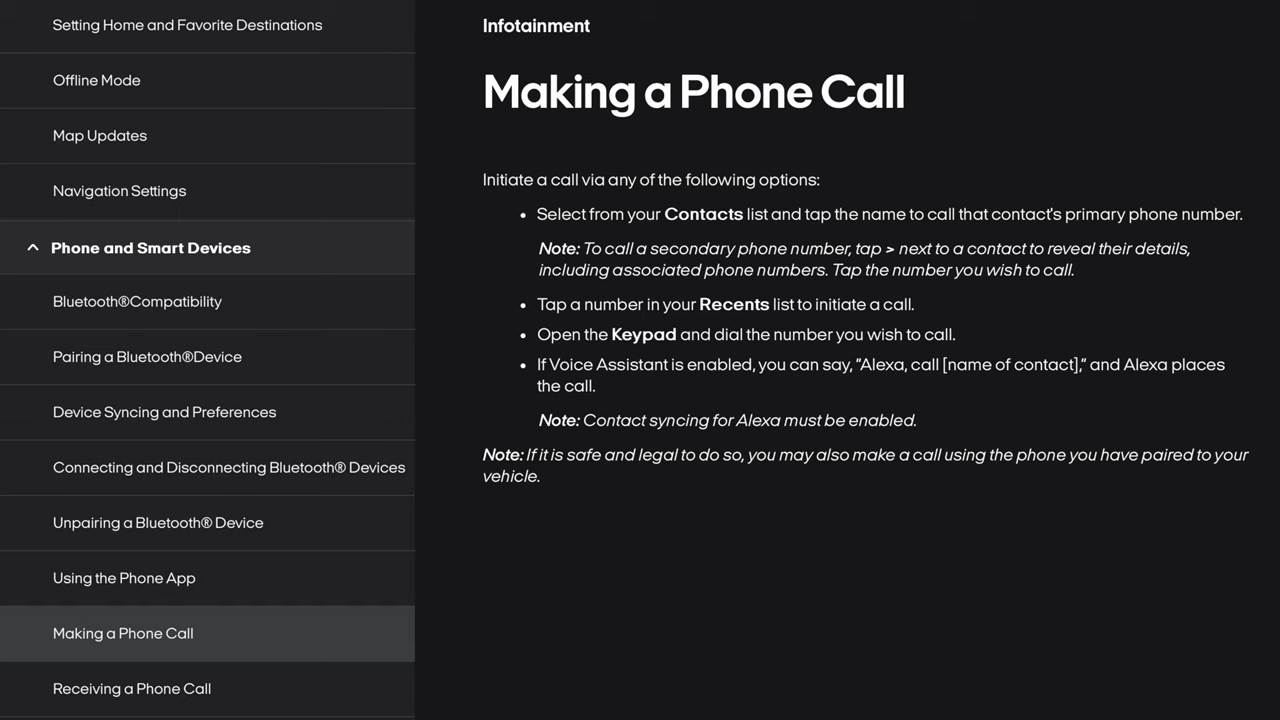 Setting Home and Favorite Destinations
Offline Mode
Map Updates
Navigation Settings
Phone and Smart Devices
Bluetooth®Compatibility
Pairing a Bluetooth®Device
Device Syncing and Preferences
Connecting and Disconnecting Bluetooth® Devices
Unpairing a Bluetooth® Device
Using the Phone App
Making a Phone Call
Receiving a Phone Call
Infotainment
Making a Phone Call
Initiate a call via any of the following options:
• Select from your Contacts list and tap the name to call that contact's primary phone number.
Note: To call a secondary phone number, tap > next to a contact to reveal their details,
including associated phone numbers. Tap the number you wish to call.
• Tap a number in your Recents list to initiate a call.
• Open the Keypad and dial the number you wish to call.
• If Voice Assistant is enabled, you can say, "Alexa, call [name of contact]," and Alexa places
the call.
Note: Contact syncing for Alexa must be enabled.
Note: If it is safe and legal to do so, you may also make a call using the phone you have paired to your
vehicle.